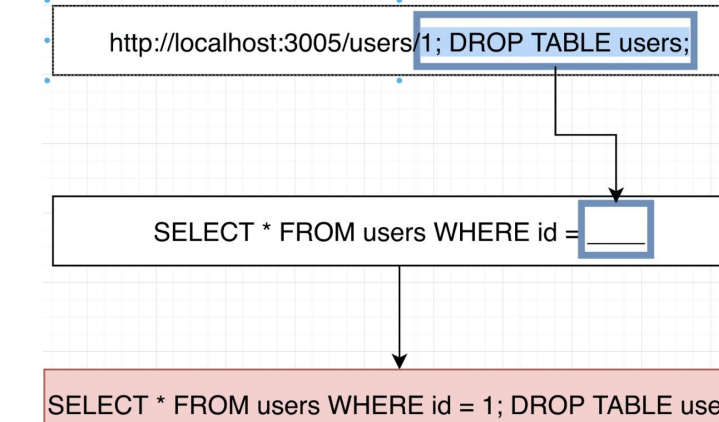 http://localhost:3005/users/1; DROP TABLE users;
SELECT * FROM users WHERE id = ____
SELECT * FROM users WHERE id = 1; DROP TABLE use